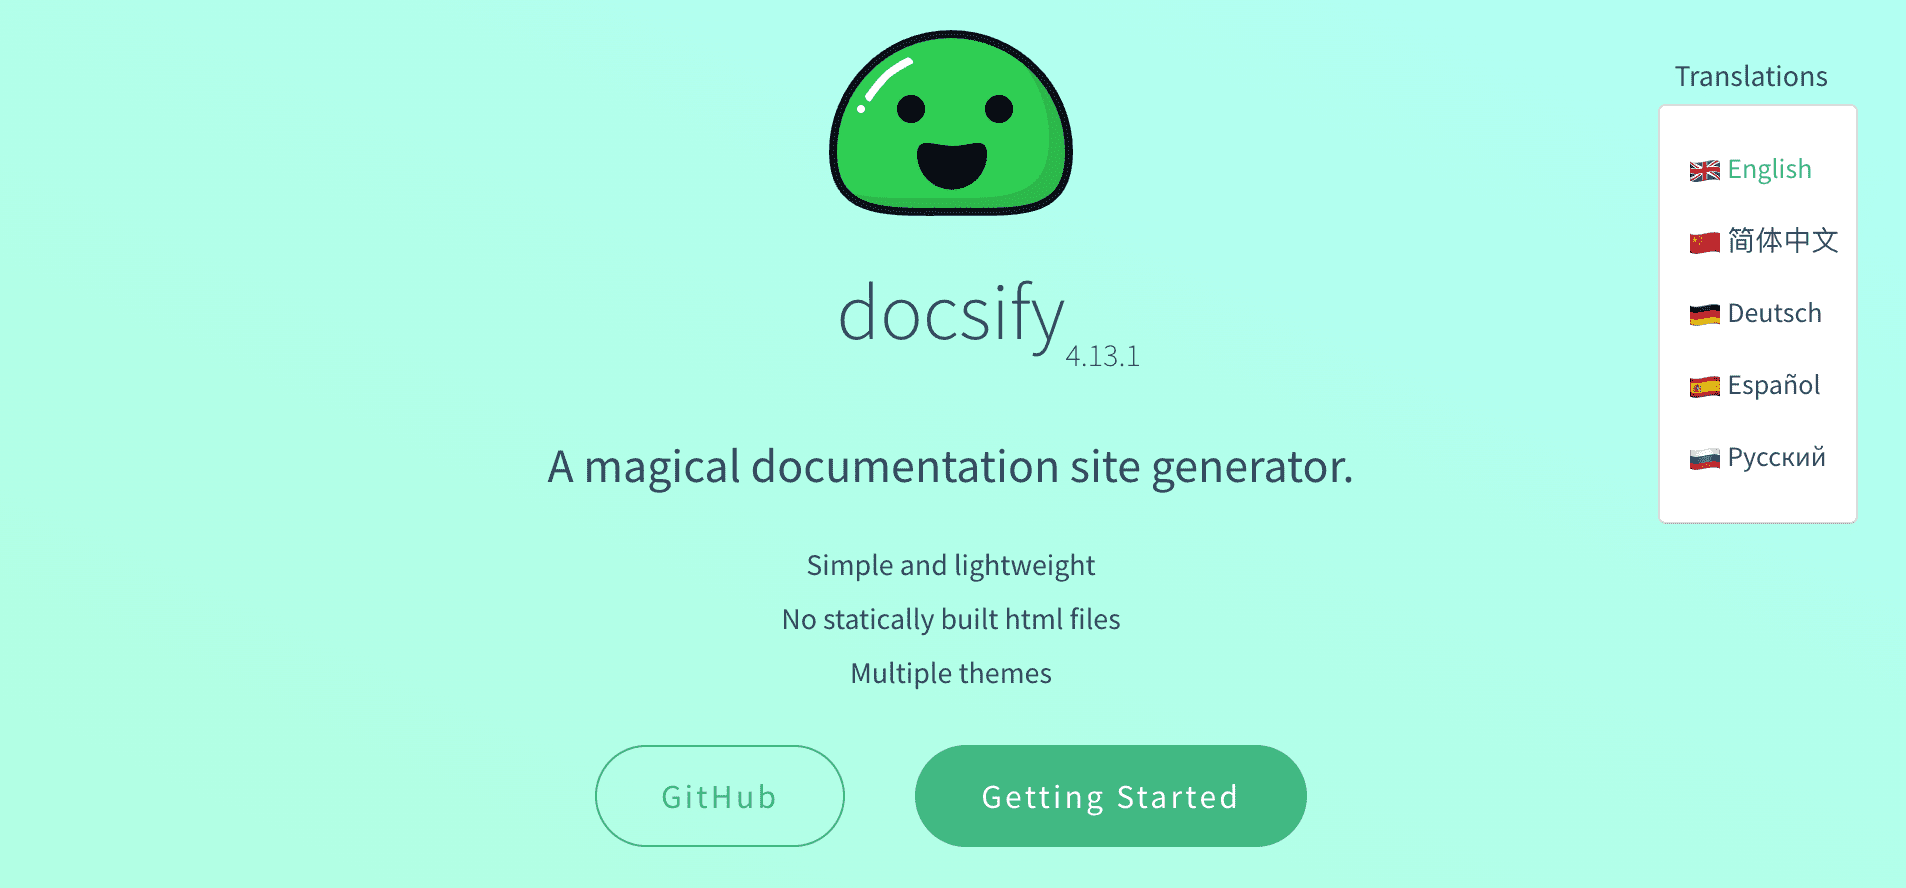 Translations
English
简体中文
Deutsch
Español
Русский
docsify
4.13.1
A magical documentation site generator.
Simple and lightweight
No statically built html files
Multiple themes
GitHub
Getting Started